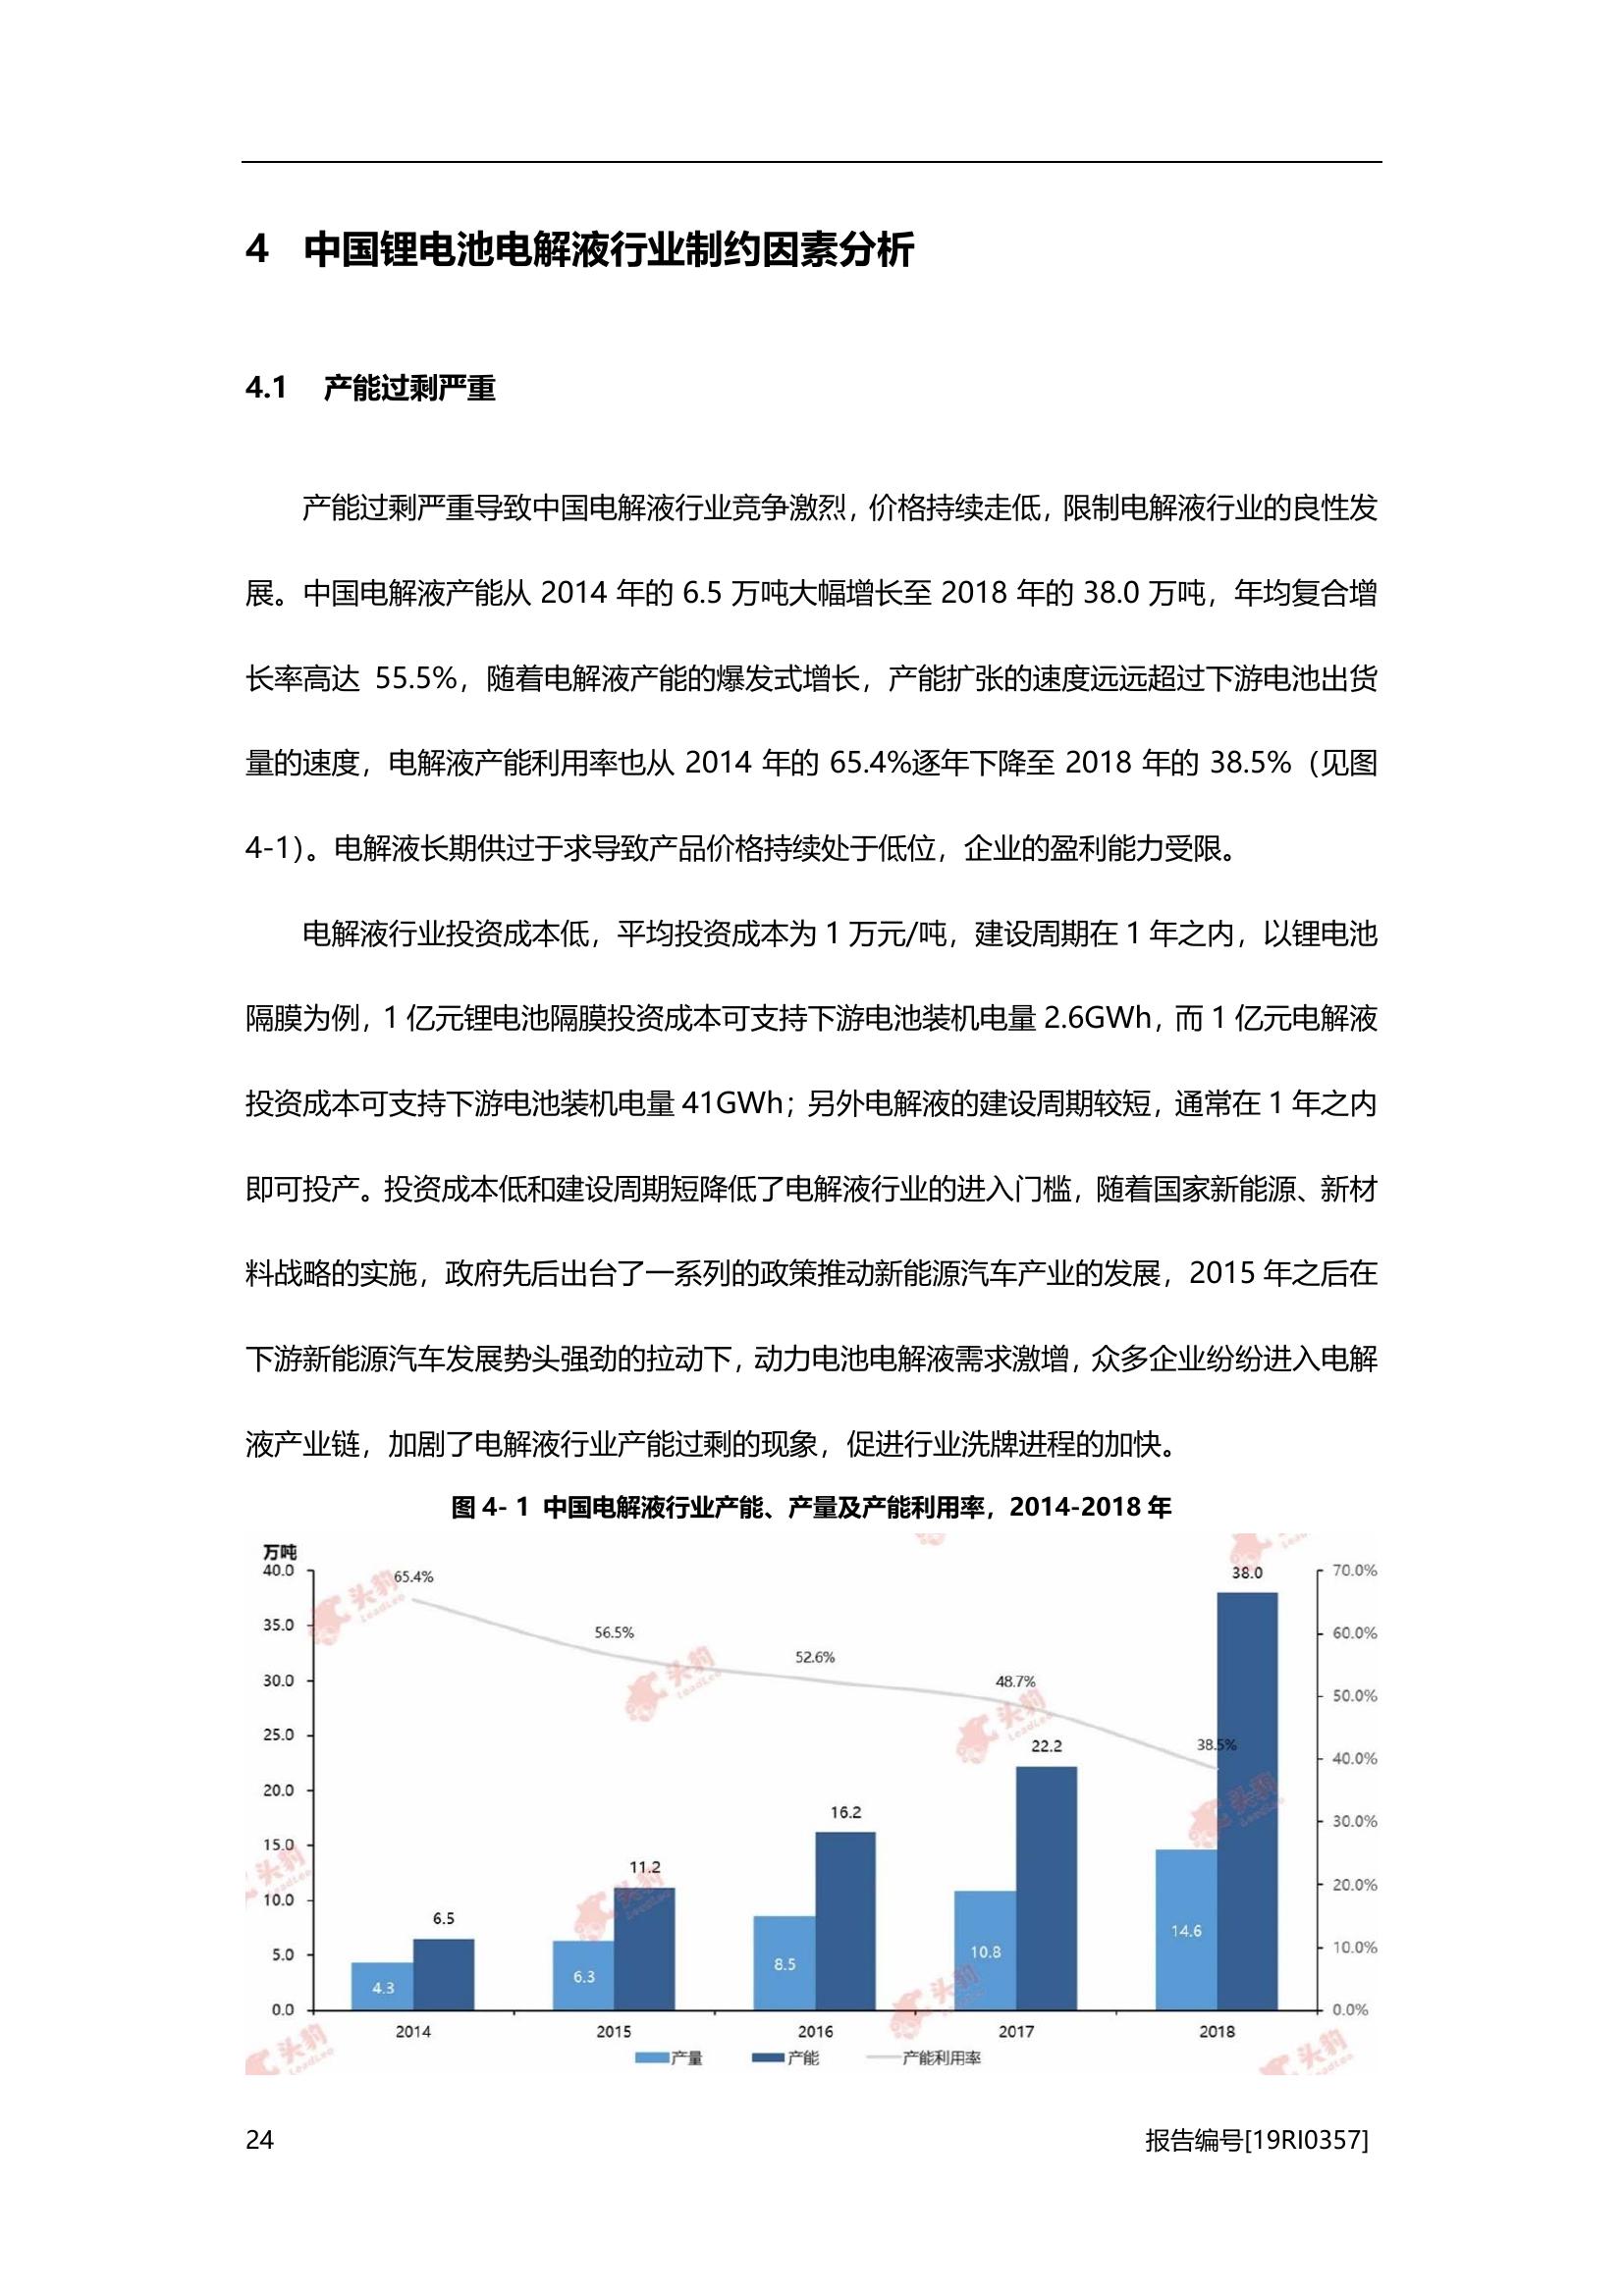 4 中国锂电池电解液行业制约因素分析
4.1 产能过剩严重
产能过剩严重导致中国电解液行业竞争激烈，价格持续走低，限制电解液行业的良性发
展。中国电解液产能从 2014 年的 6.5 万吨大幅增长至 2018 年的 38.0 万吨，年均复合增
长率高达 55.5%，随着电解液产能的爆发式增长，产能扩张的速度远远超过下游电池出货
量的速度，电解液产能利用率也从 2014 年的 65.4%逐年下降至 2018 年的 38.5%（见图
4-1）。电解液长期供过于求导致产品价格持续处于低位，企业的盈利能力受限。
电解液行业投资成本低，平均投资成本为 1 万元/吨，建设周期在 1 年之内，以锂电池
隔膜为例，1 亿元锂电池隔膜投资成本可支持下游电池装机电量 2.6GWh，而 1 亿元电解液
投资成本可支持下游电池装机电量 41GWh；另外电解液的建设周期较短，通常在 1 年之内
即可投产。投资成本低和建设周期短降低了电解液行业的进入门槛，随着国家新能源、新材
料战略的实施，政府先后出台了一系列的政策推动新能源汽车产业的发展，2015 年之后在
下游新能源汽车发展势头强劲的拉动下，动力电池电解液需求激增，众多企业纷纷进入电解
液产业链，加剧了电解液行业产能过剩的现象，促进行业洗牌进程的加快。
图 4- 1 中国电解液行业产能、产量及产能利用率，2014-2018 年
万吨
40.0 65.4% 38.0 70.0%
35.0 56.5% 60.0%
30.0 52.6% 48.7% 50.0%
25.0 22.2 38.5% 40.0%
20.0 16.2 30.0%
15.0 11.2 20.0%
10.0 6.5 14.6 10.0%
5.0 4.3 6.3 8.5 10.8
0.0 0.0%
2014 2015 2016 2017 2018
产量 产能 产能利用率
头豹 LeadLeo
头豹 LeadLeo
头豹 LeadLeo
头豹 LeadLeo
头豹 LeadLeo
头豹 LeadLeo
头豹 LeadLeo
头豹 LeadLeo
头豹 LeadLeo
24 报告编号[19RI0357]